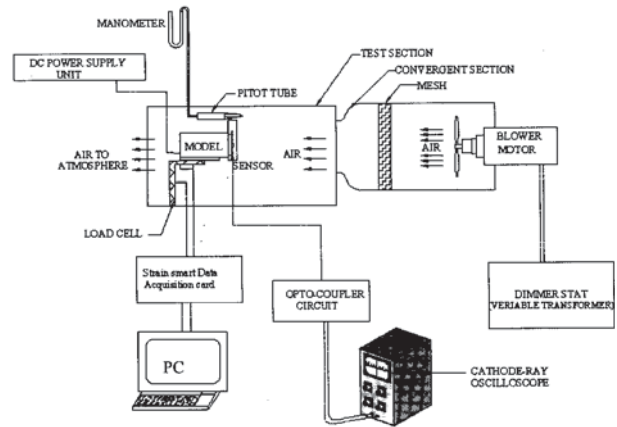 MANOMETER
DC POWER SUPPLY
UNIT
PITOT TUBE
TEST SECTION
CONVERGENT SECTION
MESH
MODEL
SENSOR
AIR TO
ATMOSPHERE
AIR
AIR
BLOWER
MOTOR
LOAD CELL
Strain smart Data
Acquisition card
OPTO-COUPLER
CIRCUIT
DIMMER STAT
(VERIABLE TRANSFORMER)
PC
CATHODE-RAY
OSCILLOSCOPE